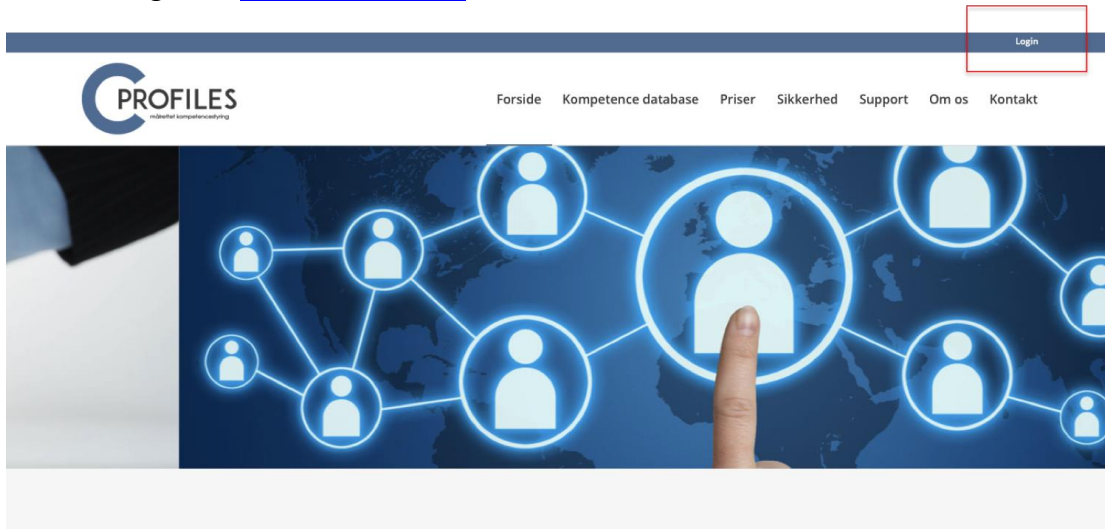 Login
PROFILES
målrettet kompetencestyring
Forside Kompetence database Priser Sikkerhed Support Om os Kontakt